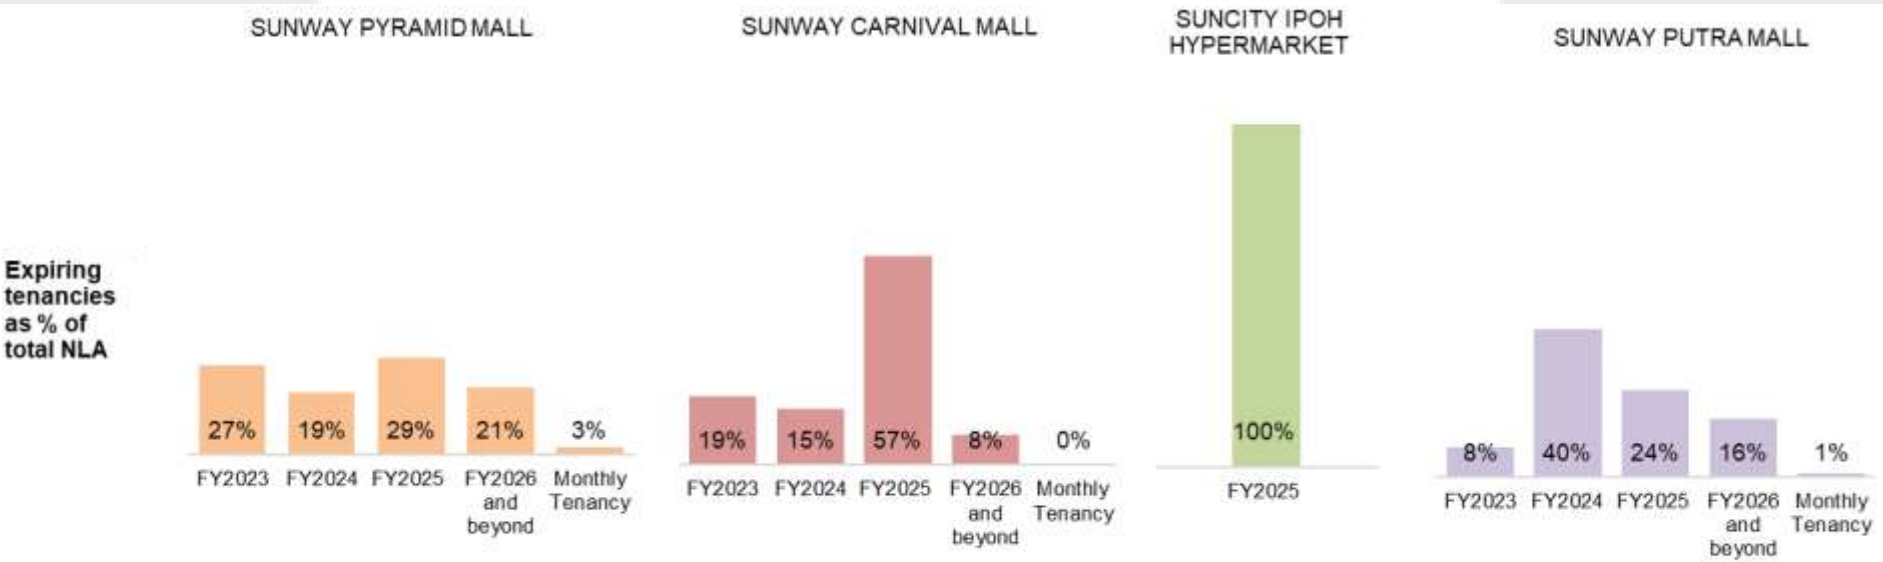 SUNWAY PYRAMID MALL
SUNWAY CARNIVAL MALL
SUNCITY IPOH
HYPERMARKET
SUNWAY PUTRA MALL
Expiring
tenancies
as % of
total NLA
27%
19%
29%
21%
3%
FY2023
FY2024
FY2025
FY2026
and
beyond
Monthly
Tenancy
19%
15%
57%
8%
0%
FY2023
FY2024
FY2025
FY2026
and
beyond
Monthly
Tenancy
100%
FY2025
8%
40%
24%
16%
1%
FY2023
FY2024
FY2025
FY2026
and
beyond
Monthly
Tenancy